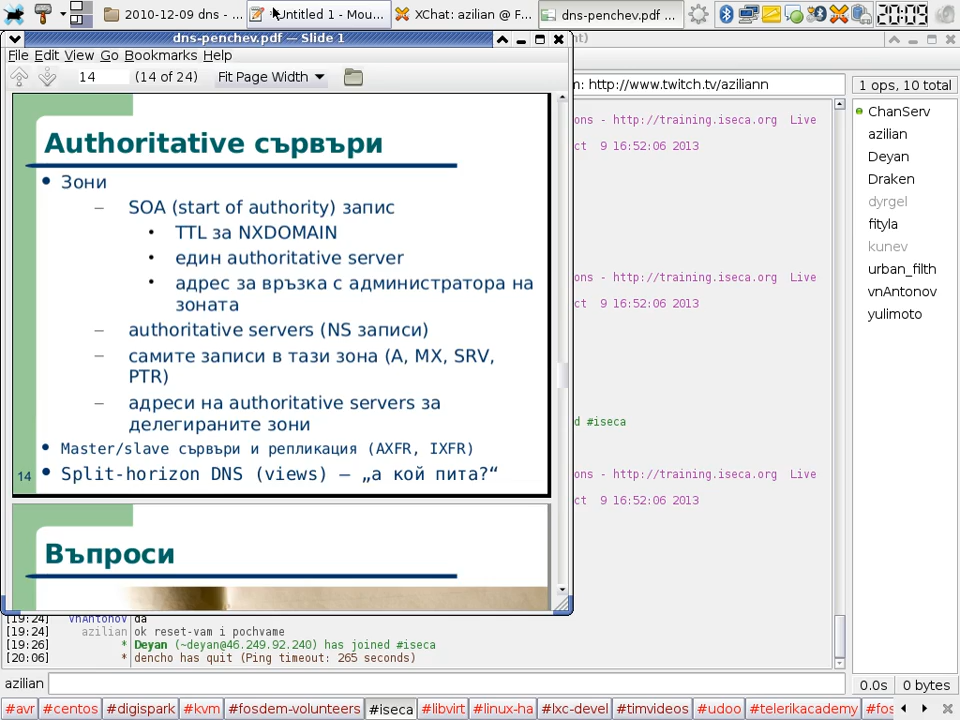 2010-12-09 dns - ...
Untitled 1 - Mou...
XChat: azilian @ F...
dns-penchev.pdf ...
20:09
dns-penchev.pdf — Slide 1
File Edit View Go Bookmarks Help
14 (14 of 24) Fit Page Width
Authoritative сървъри
Зони
– SOA (start of authority) запис
• TTL за NXDOMAIN
• един authoritative server
• адрес за връзка с администратора на
зоната
– authoritative servers (NS записи)
– самите записи в тази зона (A, MX, SRV,
PTR)
– адреси на authoritative servers за
делегираните зони
Master/slave сървъри и репликация (AXFR, IXFR)
14
Split-horizon DNS (views) – „а кой пита?“
Въпроси
nt)
m: http://www.twitch.tv/aziliann
1 ops, 10 total
ons - http://training.iseca.org Live
ct 9 16:52:06 2013
ons - http://training.iseca.org Live
ct 9 16:52:06 2013
d #iseca
ons - http://training.iseca.org Live
ct 9 16:52:06 2013
ChanServ
azilian
Deyan
Draken
dyrgel
fityla
kunev
urban_filth
vnAntonov
yulimoto
[19:24] vnAntonov da
[19:24] azilian ok reset-vam i pochvame
[19:26] * Deyan (~deyan@46.249.92.240) has joined #iseca
[20:06] * dencho has quit (Ping timeout: 265 seconds)
azilian
0.0s 0 bytes
#avr #centos #digispark #kvm #fosdem-volunteers #iseca #libvirt #linux-ha #lxc-devel #timvideos #udoo #telerikacademy #fos